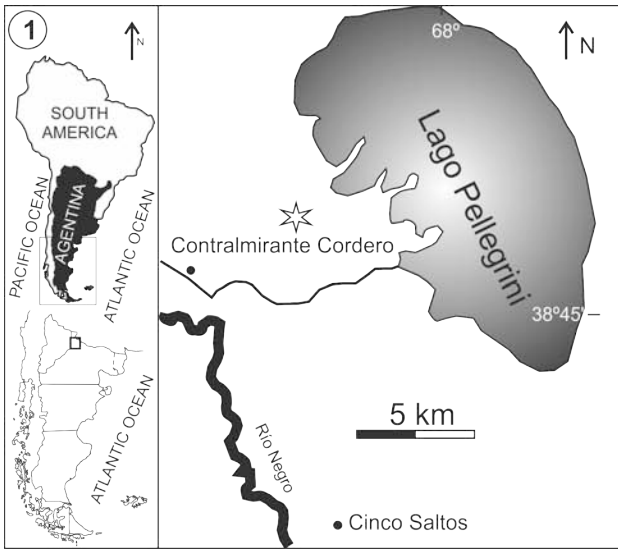 1
N
SOUTH
AMERICA
AGENTINA
PACIFIC OCEAN
ATLANTIC OCEAN
ATLANTIC OCEAN
68º
N
Lago Pellegrini
Contralmirante Cordero
38º45'
5 km
Río Negro
Cinco Saltos